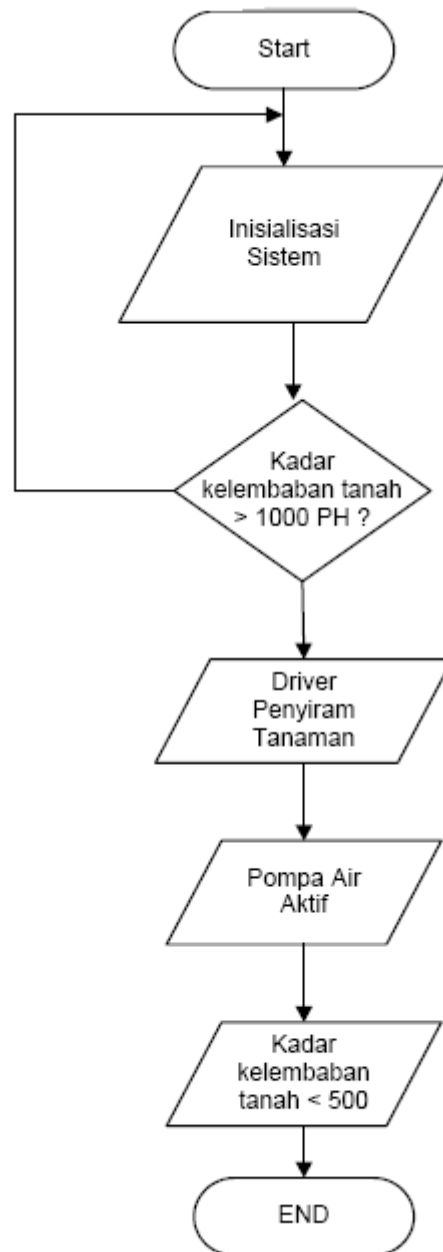 Start
Inisialisasi
Sistem
Kadar
kelembaban tanah
> 1000 PH ?
Driver
Penyiram
Tanaman
Pompa Air
Aktif
Kadar
kelembaban
tanah < 500
END